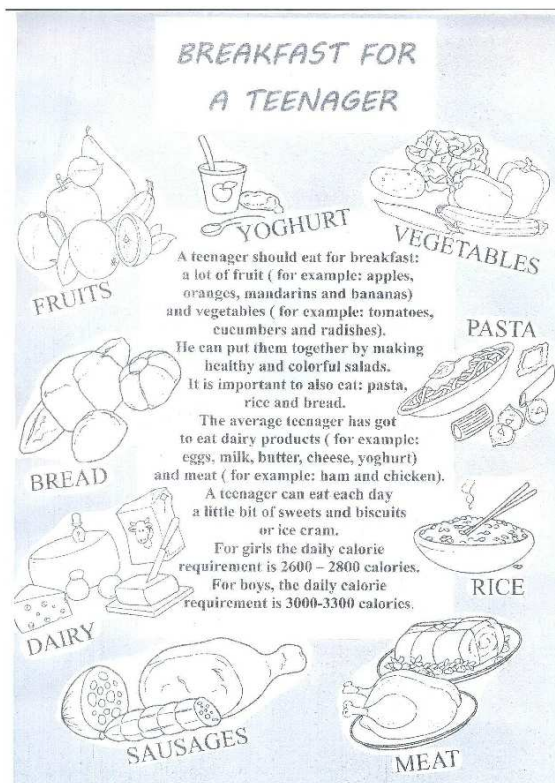 BREAKFAST FOR
A TEENAGER
YOGHURT
VEGETABLES
FRUITS
A teenager should eat for breakfast:
a lot of fruit ( for example: apples,
oranges, mandarins and bananas)
and vegetables ( for example: tomatoes,
cucumbers and radishes).
He can put them together by making
healthy and colorful salads.
It is important to also eat: pasta,
rice and bread.
The average teenager has got
to eat dairy products ( for example:
eggs, milk, butter, cheese, yoghurt)
and meat ( for example: ham and chicken).
A teenager can eat each day
a little bit of sweets and biscuits
or ice cram.
For girls the daily calorie
requirement is 2600 – 2800 calories.
For boys, the daily calorie
requirement is 3000-3300 calories.
PASTA
BREAD
RICE
DAIRY
SAUSAGES
MEAT